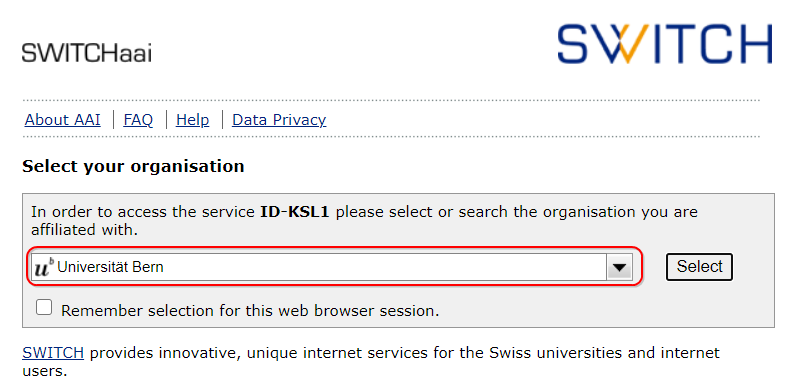 SWITCHaai
SWITCH
About AAI | FAQ | Help | Data Privacy
Select your organisation
In order to access the service ID-KSL1 please select or search the organisation you are
affiliated with.
u^b Universität Bern
Select
Remember selection for this web browser session.
SWITCH provides innovative, unique internet services for the Swiss universities and internet
users.